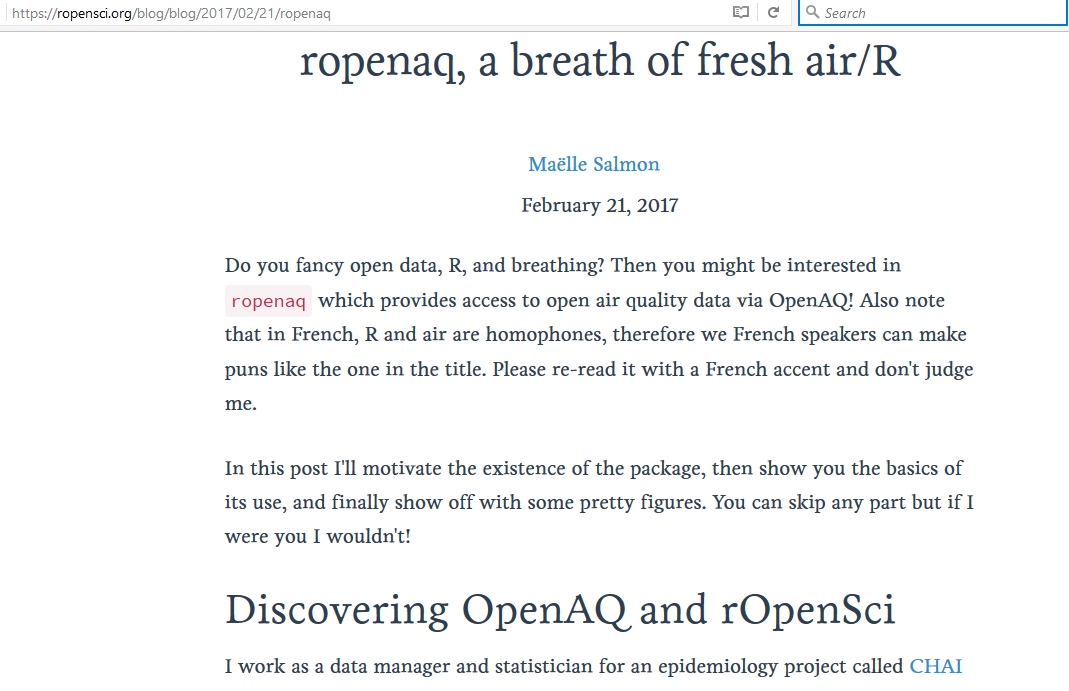 https://ropensci.org/blog/blog/2017/02/21/ropenaq
Search
ropenaq, a breath of fresh air/R
Maëlle Salmon
February 21, 2017
Do you fancy open data, R, and breathing? Then you might be interested in
ropenaq which provides access to open air quality data via OpenAQ! Also note
that in French, R and air are homophones, therefore we French speakers can make
puns like the one in the title. Please re-read it with a French accent and don't judge
me.
In this post I'll motivate the existence of the package, then show you the basics of
its use, and finally show off with some pretty figures. You can skip any part but if I
were you I wouldn't!
Discovering OpenAQ and rOpenSci
I work as a data manager and statistician for an epidemiology project called CHAI